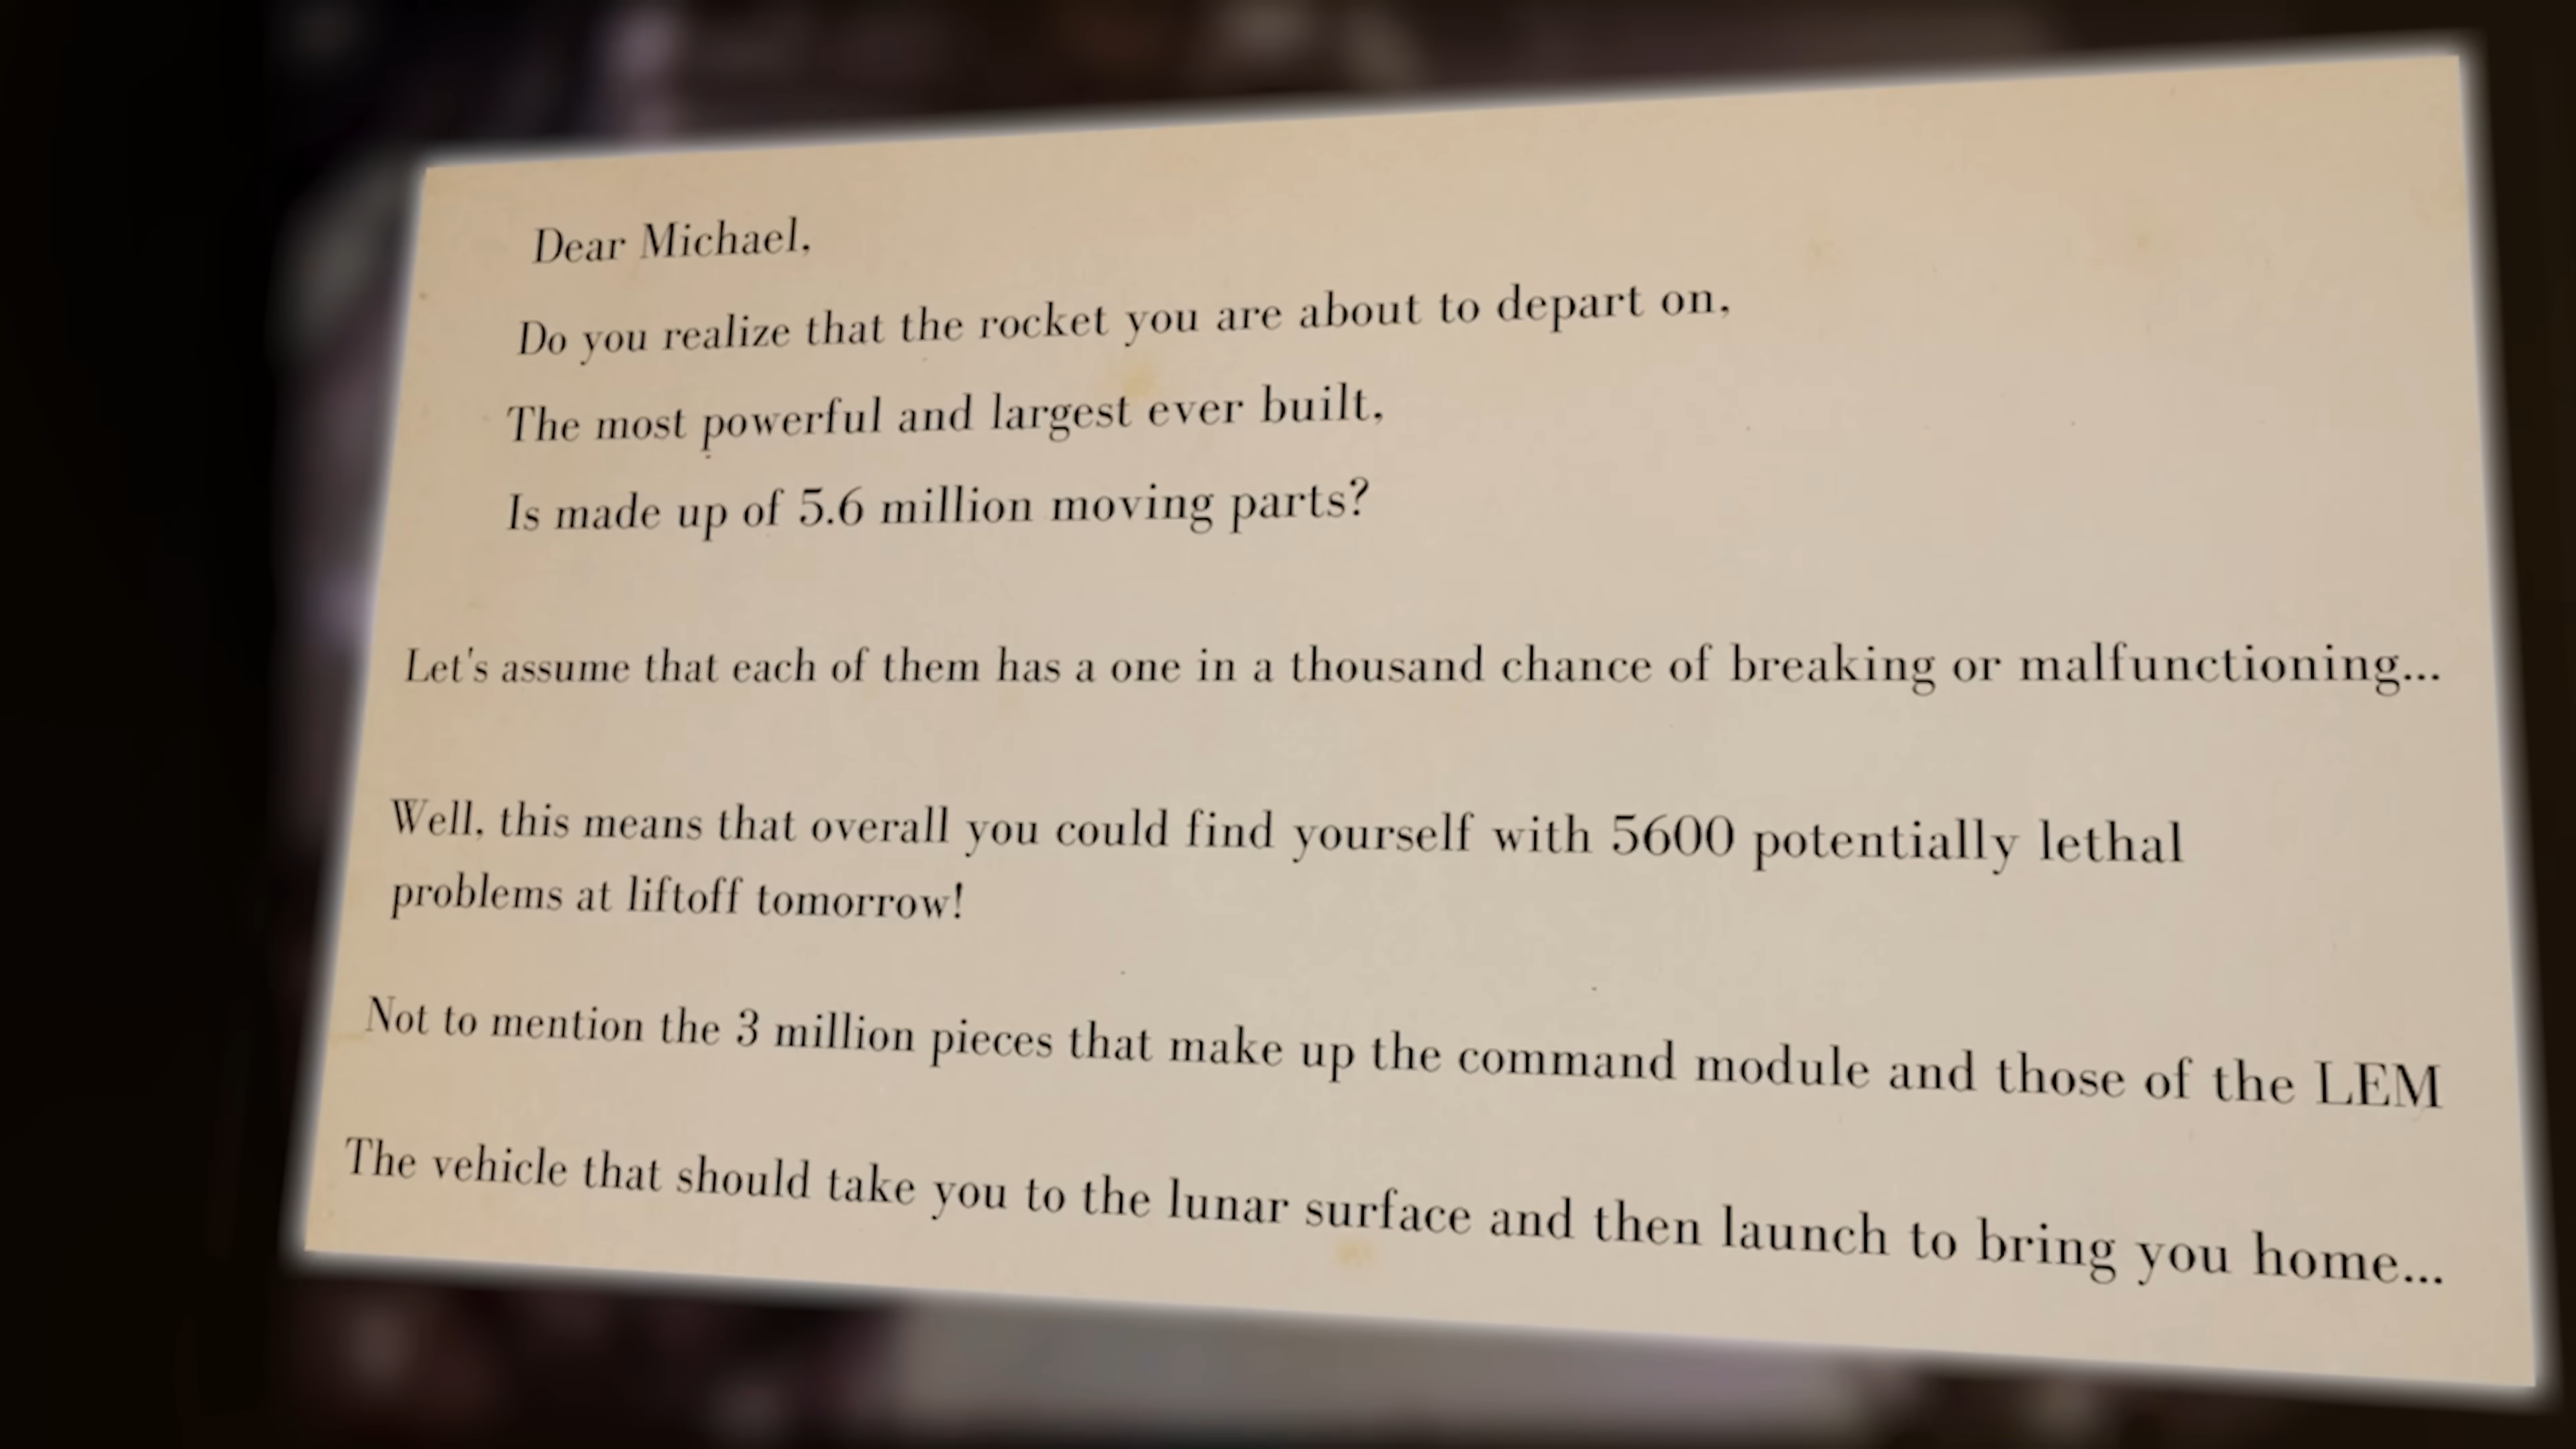 Dear Michael,
Do you realize that the rocket you are about to depart on,
The most powerful and largest ever built,
Is made up of 5.6 million moving parts?
Let's assume that each of them has a one in a thousand chance of breaking or malfunctioning...
Well, this means that overall you could find yourself with 5600 potentially lethal
problems at liftoff tomorrow!
Not to mention the 3 million pieces that make up the command module and those of the LEM
The vehicle that should take you to the lunar surface and then launch to bring you home...